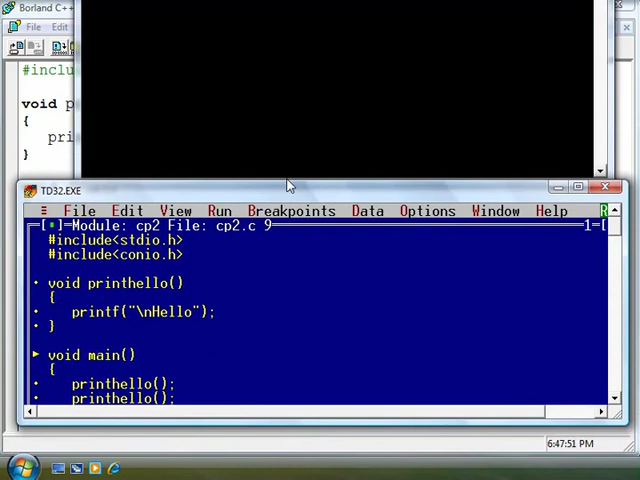 Borland C++
File Edit
#inclu
void p
{
pri
}
TD32.EXE
≡ File Edit View Run Breakpoints Data Options Window Help R
[▪]=Module: cp2 File: cp2.c 9 1=[
#include<stdio.h>
#include<conio.h>
void printhello()
{
printf("\nHello");
}
void main()
{
printhello();
printhello();
6:47:51 PM